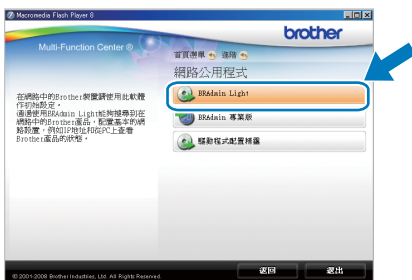 Macromedia Flash Player 8
brother
Multi-Function Center ®
首頁選單 進階
網路公用程式
在網路中的Brother裝置請使用此軟體
作初始設定。
通過使用BRAdmin Light能夠搜尋到在
網路中的Brother產品，配置基本的網
路設置，例如IP地址和從PC上查看
Brother產品的狀態。
BRAdmin Light
BRAdmin 專業版
驅動程式配置精靈
返回 退出
© 2001-2008 Brother Industries, Ltd. All Rights Reserved.